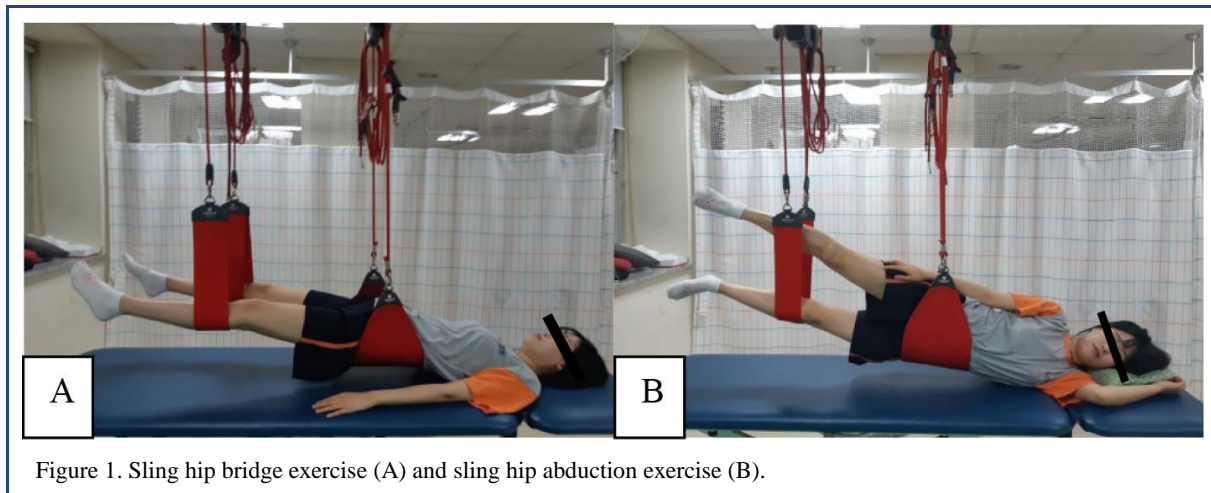 A
B
Figure 1. Sling hip bridge exercise (A) and sling hip abduction exercise (B).